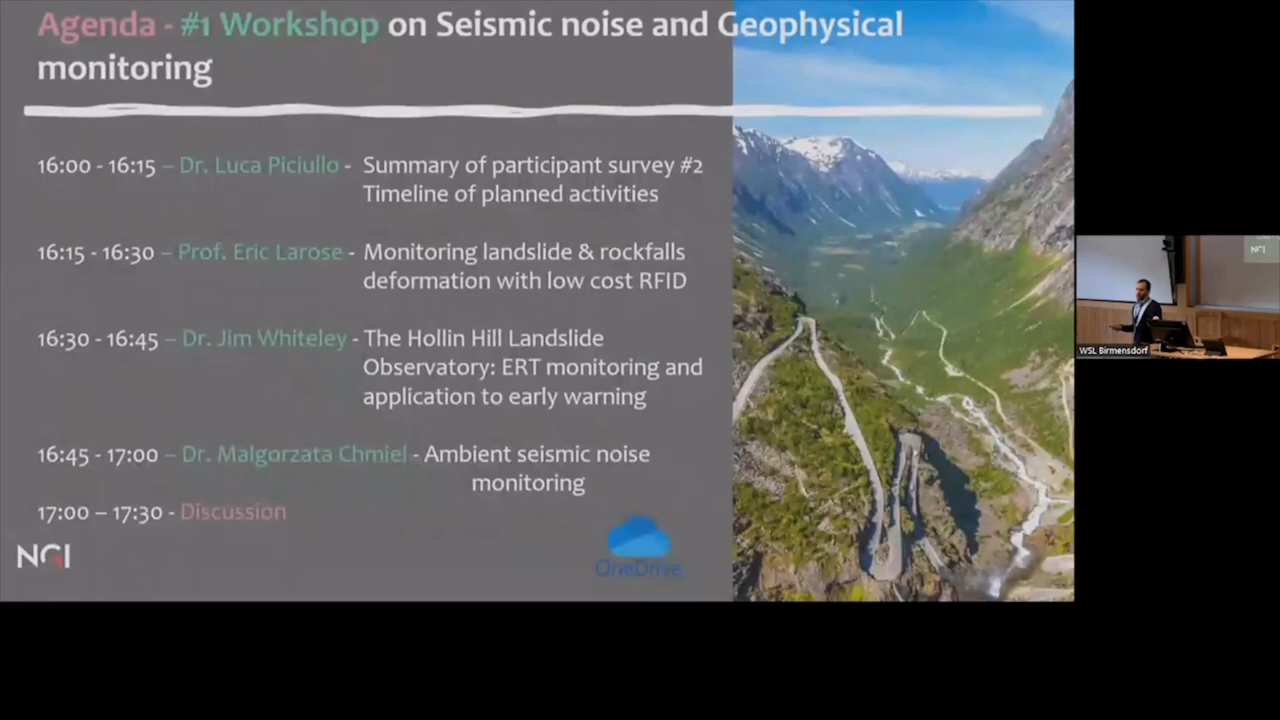 Agenda - #1 Workshop on Seismic noise and Geophysical
monitoring
16:00 - 16:15 – Dr. Luca Piciullo - Summary of participant survey #2
Timeline of planned activities
16:15 - 16:30 – Prof. Eric Larose - Monitoring landslide & rockfalls
deformation with low cost RFID
16:30 - 16:45 – Dr. Jim Whiteley - The Hollin Hill Landslide
Observatory: ERT monitoring and
application to early warning
16:45 - 17:00 – Dr. Malgorzata Chmiel - Ambient seismic noise
monitoring
17:00 – 17:30 - Discussion
NGI
OneDrive
NGI
WSL Birmensdorf